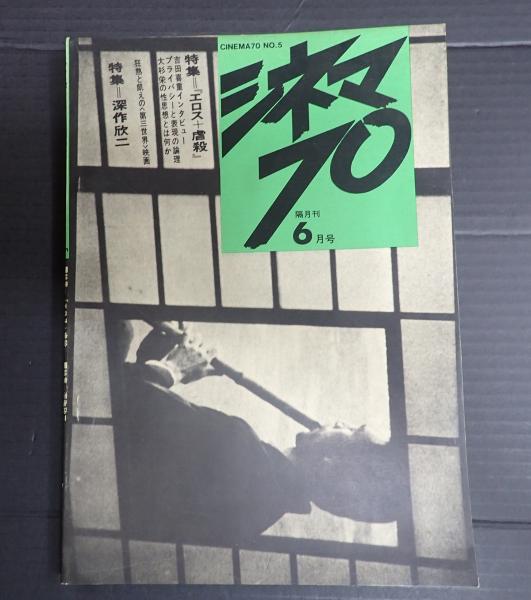 CINEMA70 NO.5
シネマ
70
隔月刊
6月号
特集=『エロス+虐殺』
吉田喜重インタビュー
プライバシーと表現の論理
大杉栄の性思想とは何か
狂熱と飢えの〈第三世界〉映画
特集=深作欣二